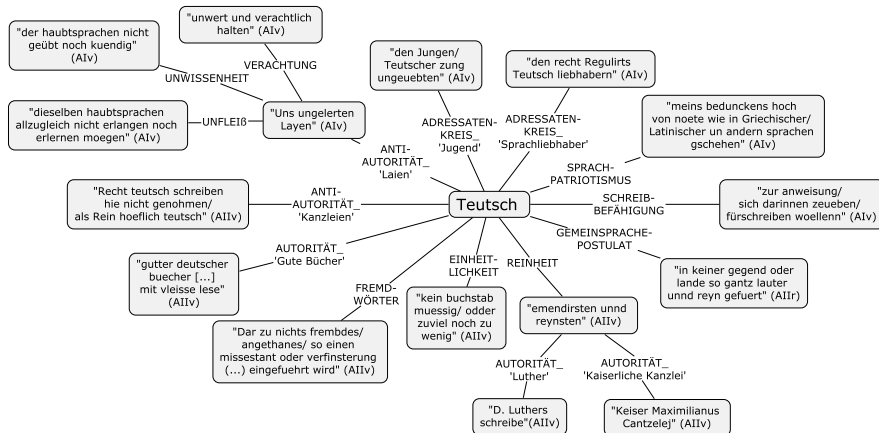 "unwert und verachtlich
halten" (AIv)
"der haubtsprachen nicht
geübt noch kuendig"
(AIv)
VERACHTUNG
UNWISSENHEIT
"den Jungen/
Teutscher zung
ungeuebten" (AIv)
"den recht Regulirts
Teutsch liebhabern" (AIv)
"dieselben haubtsprachen
allzugleich nicht erlangen noch
erlernen moegen" (AIv)
UNFLEIß
"Uns ungelerten
Layen" (AIv)
ADRESSATEN-
KREIS_
'Jugend'
ADRESSATEN-
KREIS_
'Sprachliebhaber'
"meins bedunckens hoch
von noete wie in Griechischer/
Latinischer un andern sprachen
gschehen" (AIv)
ANTI-
AUTORITÄT_
'Laien'
SPRACH-
PATRIOTISMUS
"Recht teutsch schreiben
hie nicht genohmen/
als Rein hoeflich teutsch" (AIIv)
ANTI-
AUTORITÄT_
'Kanzleien'
Teutsch
SCHREIB-
BEFÄHIGUNG
"zur anweisung/
sich darinnen zeueben/
fürschreiben woellenn" (AIv)
AUTORITÄT_
'Gute Bücher'
GEMEINSPRACHE-
POSTULAT
"gutter deutscher
buecher [...]
mit vleisse lese"
(AIIv)
FREMD-
WÖRTER
EINHEIT-
LICHKEIT
REINHEIT
"in keiner gegend oder
lande so gantz lauter
unnd reyn gefuert" (AIIr)
"Dar zu nichts frembdes/
angethanes/ so einen
missestant oder verfinsterung
(...) eingefuehrt wird" (AIIv)
"kein buchstab
muessig/ odder
zuviel noch zu
wenig" (AIIv)
"emendirsten unnd
reynsten" (AIIv)
AUTORITÄT_
'Luther'
AUTORITÄT_
'Kaiserliche Kanzlei'
"D. Luthers
schreibe"(AIIv)
"Keiser Maximilianus
Cantzelej" (AIIv)